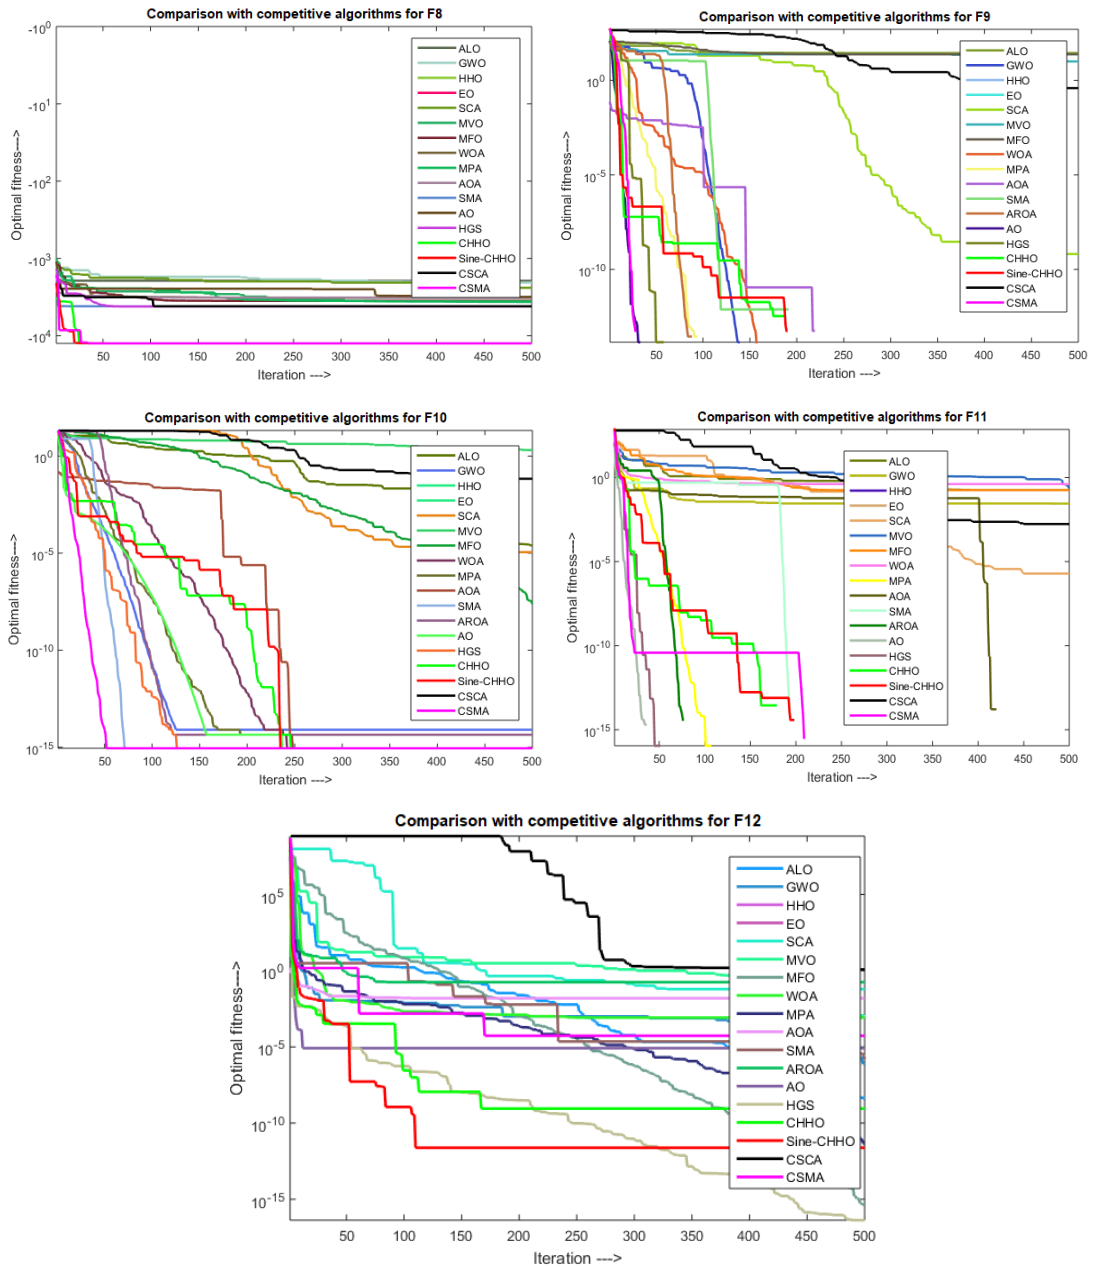 Comparison with competitive algorithms for F8
Optimal fitness--->
-10^0
-10^1
-10^2
-10^3
-10^4
50 100 150 200 250 300 350 400 450 500
Iteration --->
ALO
GWO
HHO
EO
SCA
MVO
MFO
WOA
MPA
AOA
SMA
AO
HGS
CHHO
Sine-CHHO
CSCA
CSMA
Comparison with competitive algorithms for F9
Optimal fitness--->
10^0
10^-5
10^-10
50 100 150 200 250 300 350 400 450 500
Iteration --->
ALO
GWO
HHO
EO
SCA
MVO
MFO
WOA
MPA
AOA
SMA
AROA
AO
HGS
CHHO
Sine-CHHO
CSCA
CSMA
Comparison with competitive algorithms for F10
Optimal fitness--->
10^0
10^-5
10^-10
10^-15
50 100 150 200 250 300 350 400 450 500
Iteration --->
ALO
GWO
HHO
EO
SCA
MVO
MFO
WOA
MPA
AOA
SMA
AROA
AO
HGS
CHHO
Sine-CHHO
CSCA
CSMA
Comparison with competitive algorithms for F11
Optimal fitness--->
10^0
10^-5
10^-10
10^-15
50 100 150 200 250 300 350 400 450 500
Iteration --->
ALO
GWO
HHO
EO
SCA
MVO
MFO
WOA
MPA
AOA
SMA
AROA
AO
HGS
CHHO
Sine-CHHO
CSCA
CSMA
Comparison with competitive algorithms for F12
Optimal fitness--->
10^5
10^0
10^-5
10^-10
10^-15
50 100 150 200 250 300 350 400 450 500
Iteration --->
ALO
GWO
HHO
EO
SCA
MVO
MFO
WOA
MPA
AOA
SMA
AROA
AO
HGS
CHHO
Sine-CHHO
CSCA
CSMA